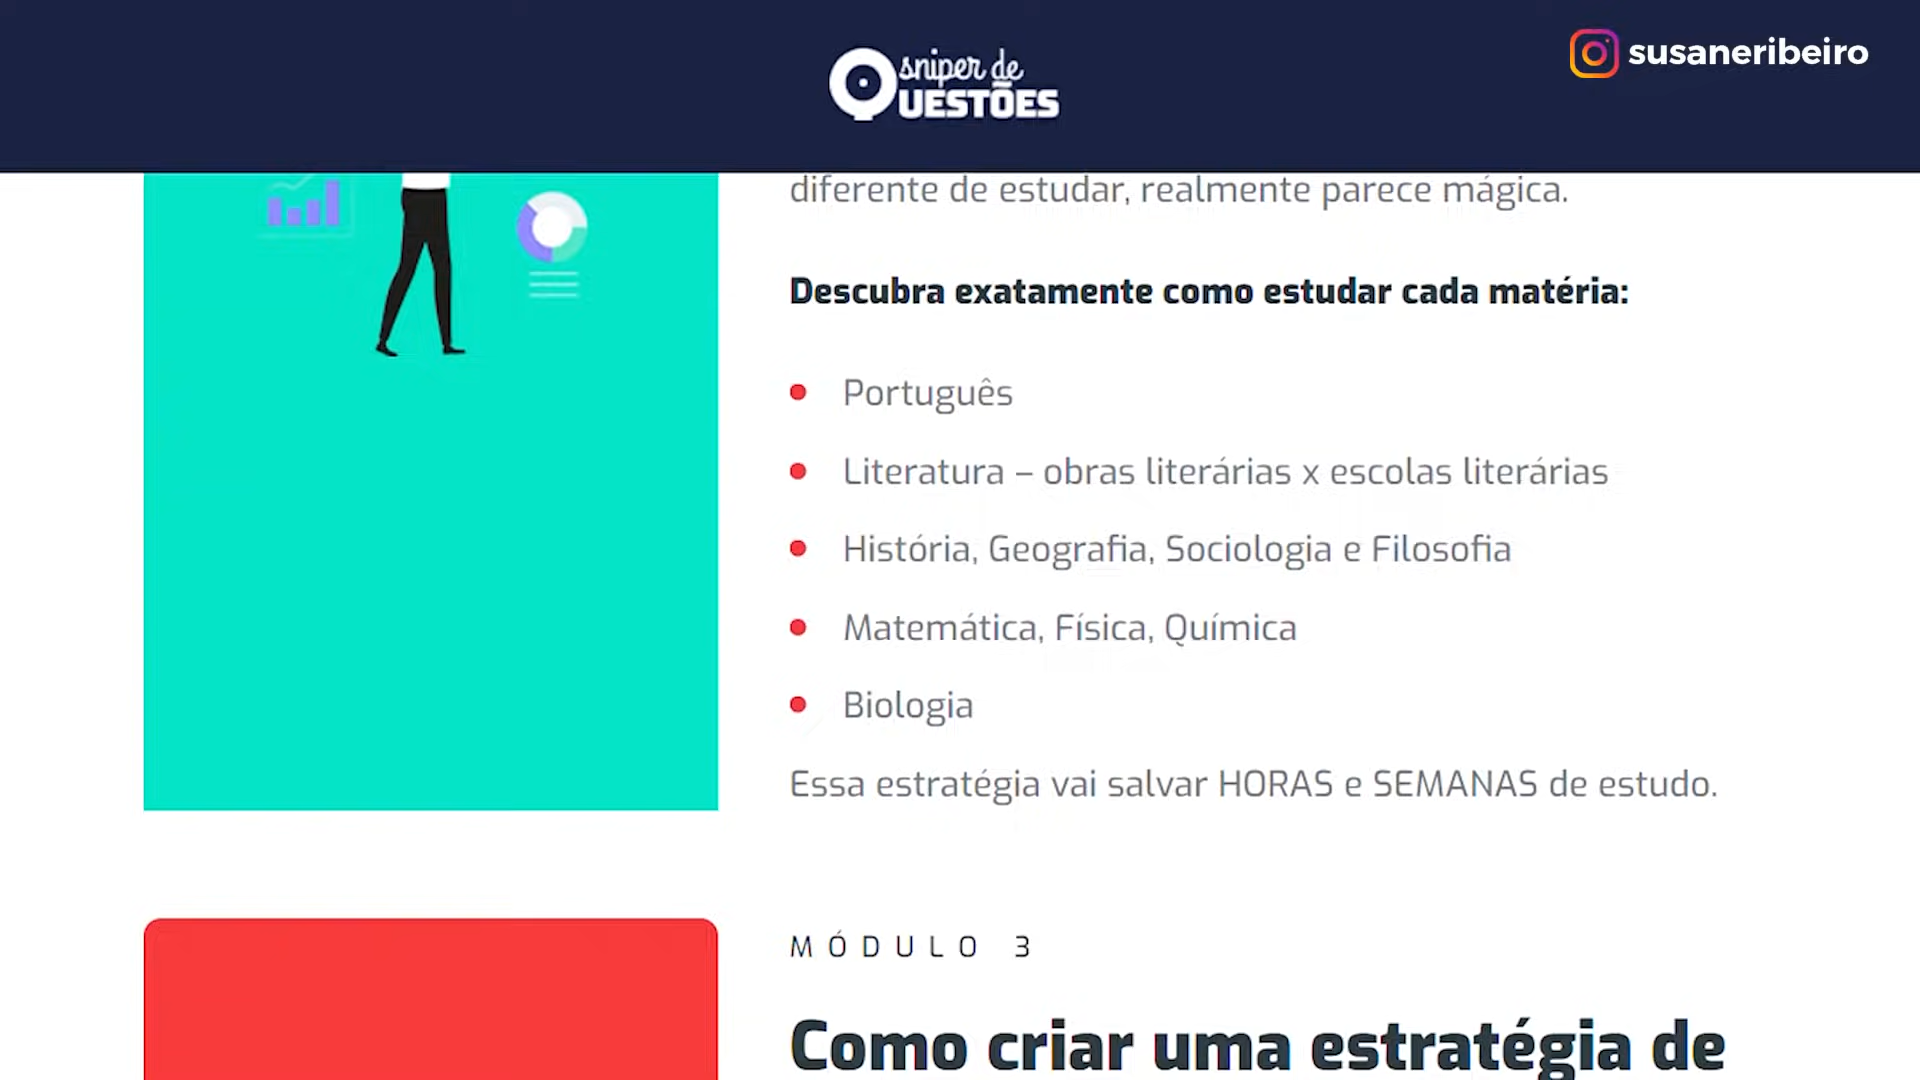 sniper de
QUESTÕES
susaneribeiro
diferente de estudar, realmente parece mágica.
Descubra exatamente como estudar cada matéria:
Português
Literatura – obras literárias x escolas literárias
História, Geografia, Sociologia e Filosofia
Matemática, Física, Química
Biologia
Essa estratégia vai salvar HORAS e SEMANAS de estudo.
MÓDULO 3
Como criar uma estratégia de